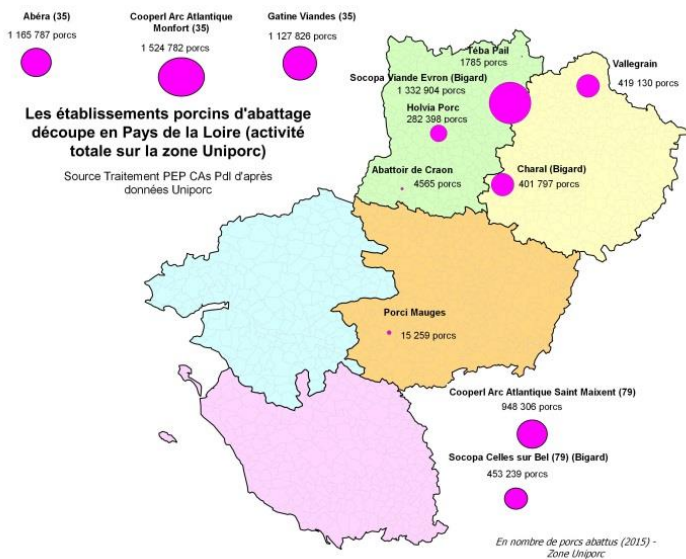 Abéra (35)
1 165 787 porcs
Cooperl Arc Atlantique
Monfort (35)
1 524 782 porcs
Gatine Viandes (35)
1 127 826 porcs
Les établissements porcins d'abattage
découpe en Pays de la Loire (activité
totale sur la zone Uniporc)
Source Traitement PEP CAs Pdl d'après
données Uniporc
Téba Pail
1785 porcs
Socopa Viande Evron (Bigard)
1 332 904 porcs
Holvia Porc
282 398 porcs
Vallegrain
419 130 porcs
Abattoir de Craon
4565 porcs
Charal (Bigard)
401 797 porcs
Porci Mauges
15 259 porcs
Cooperl Arc Atlantique Saint Maixent (79)
948 306 porcs
Socopa Celles sur Bel (79) (Bigard)
453 239 porcs
En nombre de porcs abattus (2015) -
Zone Uniporc